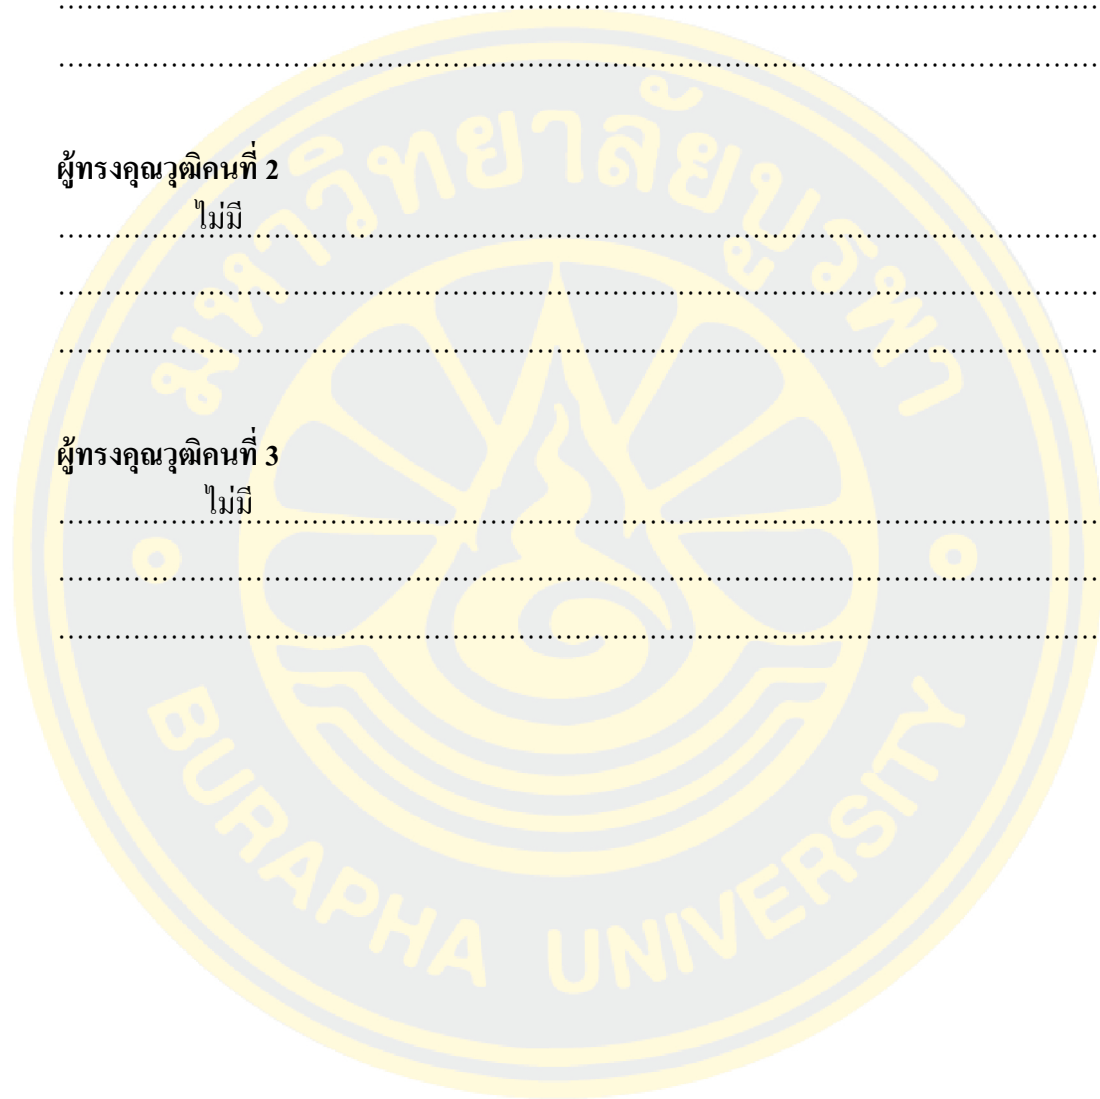 ผู้ทรงคุณวุฒิคนที่ 2
ไม่มี
ผู้ทรงคุณวุฒิคนที่ 3
ไม่มี
มหาวิทยาลัยบูรพา
BURAPHA UNIVERSITY